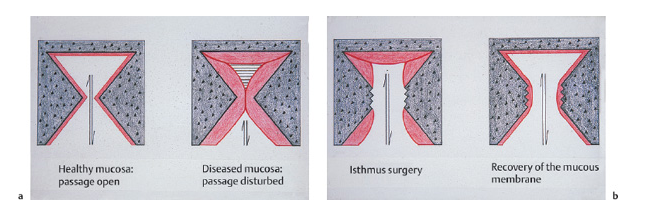 Healthy mucosa:
passage open
Diseased mucosa:
passage disturbed
Isthmus surgery
Recovery of the mucous
membrane
a
b